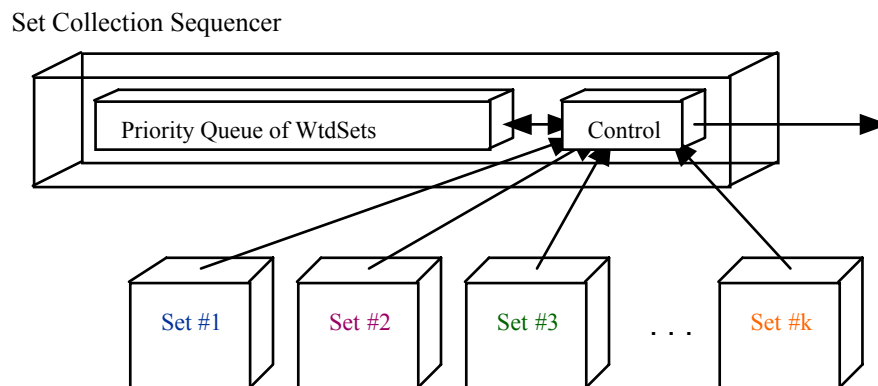 Set Collection Sequencer
Priority Queue of WtdSets
Control
Set #1
Set #2
Set #3
. . .
Set #k